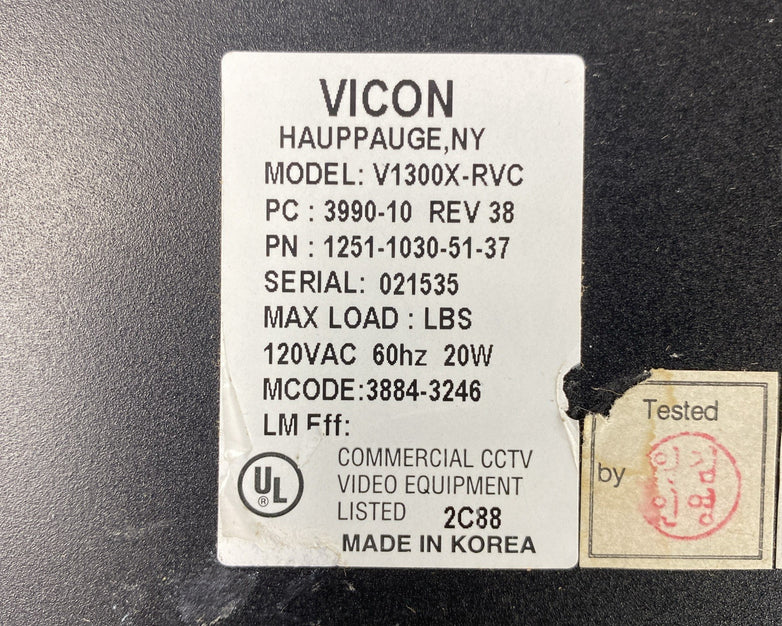 VICON
HAUPPAUGE,NY
MODEL: V1300X-RVC
PC : 3990-10 REV 38
PN : 1251-1030-51-37
SERIAL: 021535
MAX LOAD : LBS
120VAC 60hz 20W
MCODE:3884-3246
LM Eff:
UL
®
COMMERCIAL CCTV
VIDEO EQUIPMENT
LISTED 2C88
MADE IN KOREA
Tested
by